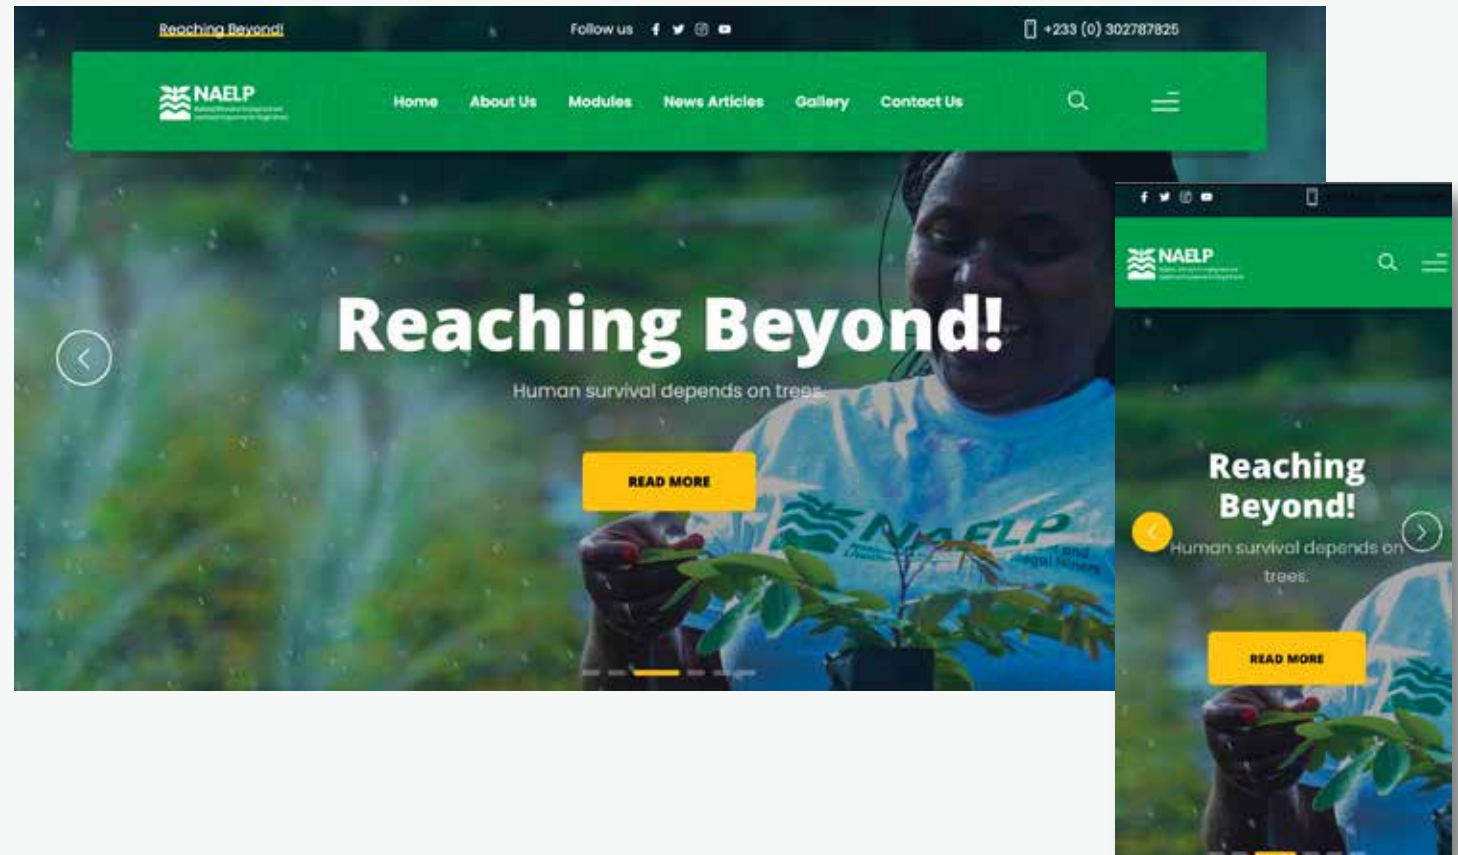 Reaching Beyond!
Follow us
+233 (0) 302787825
NAELP
Home
About Us
Modules
News Articles
Gallery
Contact Us
Reaching Beyond!
Human survival depends on trees.
READ MORE
NAELP
NAELP
Reaching
Beyond!
Human survival depends on
trees.
READ MORE